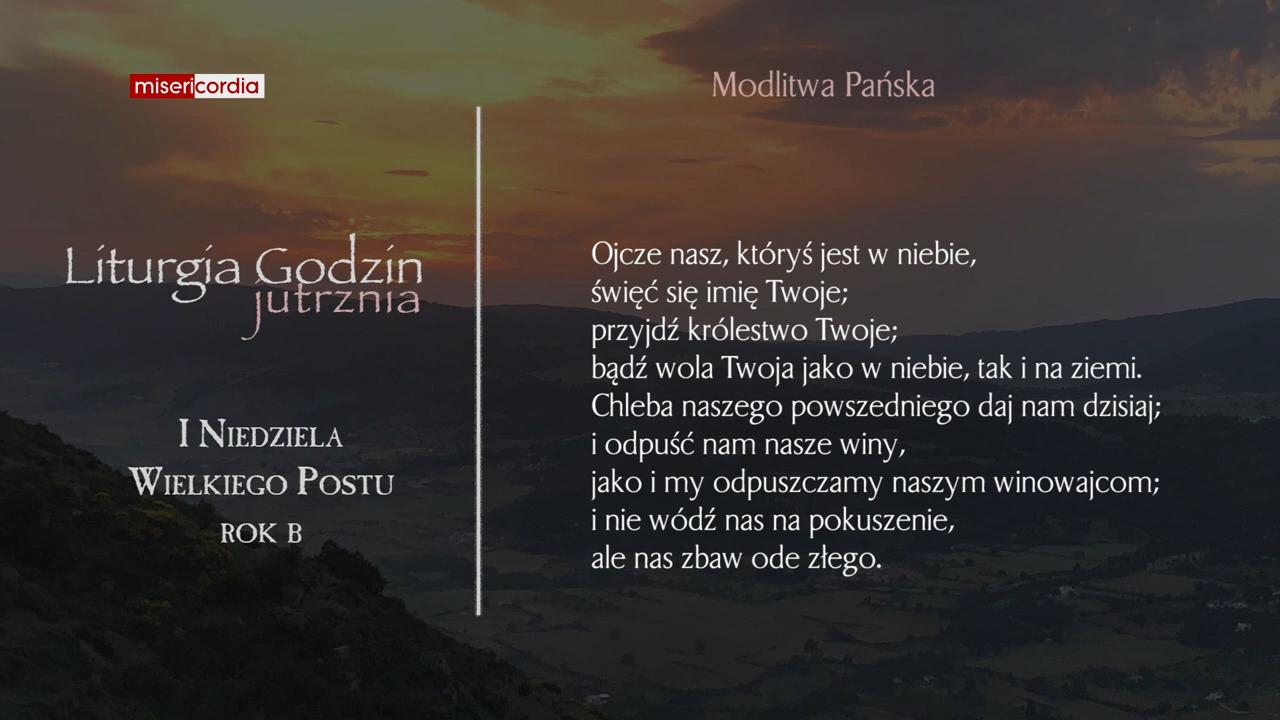 misericordia
Liturgia Godzin
jutrznia
I Niedziela
Wielkiego Postu
rok B
Modlitwa Pańska
Ojcze nasz, któryś jest w niebie,
święć się imię Twoje;
przyjdź królestwo Twoje;
bądź wola Twoja jako w niebie, tak i na ziemi.
Chleba naszego powszedniego daj nam dzisiaj;
i odpuść nam nasze winy,
jako i my odpuszczamy naszym winowajcom;
i nie wódź nas na pokuszenie,
ale nas zbaw ode złego.